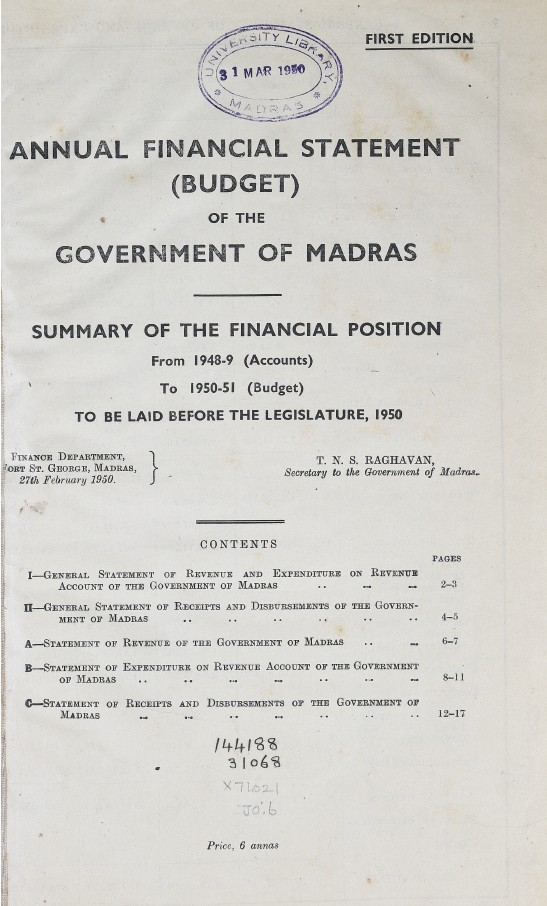 FIRST EDITION
UNIVERSITY LIBRARY,
31 MAR 1950
* MADRAS *
ANNUAL FINANCIAL STATEMENT
(BUDGET)
OF THE
GOVERNMENT OF MADRAS
SUMMARY OF THE FINANCIAL POSITION
From 1948-9 (Accounts)
To 1950-51 (Budget)
TO BE LAID BEFORE THE LEGISLATURE, 1950
FINANCE DEPARTMENT,
FORT ST. GEORGE, MADRAS,
27th February 1950.
T. N. S. RAGHAVAN,
Secretary to the Government of Madras.
CONTENTS
PAGES
I—GENERAL STATEMENT OF REVENUE AND EXPENDITURE ON REVENUE
ACCOUNT OF THE GOVERNMENT OF MADRAS .. .. .. 2–3
II—GENERAL STATEMENT OF RECEIPTS AND DISBURSEMENTS OF THE GOVERN-
MENT OF MADRAS .. .. .. .. .. .. 4–5
A—STATEMENT OF REVENUE OF THE GOVERNMENT OF MADRAS .. .. 6–7
B—STATEMENT OF EXPENDITURE ON REVENUE ACCOUNT OF THE GOVERNMENT
OF MADRAS .. .. .. .. .. .. .. 8–11
C—STATEMENT OF RECEIPTS AND DISBURSEMENTS OF THE GOVERNMENT OF
MADRAS .. .. .. .. .. .. .. 12–17
144188
31068
X71.021
J0.6
Price, 6 annas